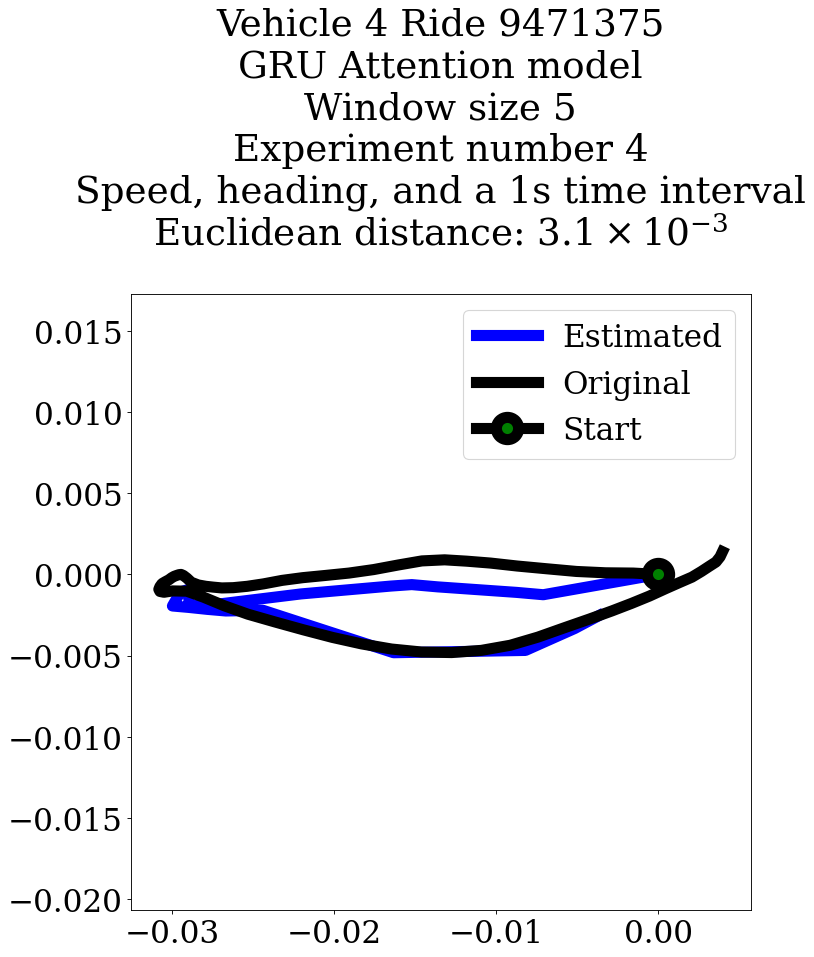 Vehicle 4 Ride 9471375
GRU Attention model
Window size 5
Experiment number 4
Speed, heading, and a 1s time interval
Euclidean distance: 3.1 × 10⁻³
Estimated
Original
Start
0.015
0.010
0.005
0.000
−0.005
−0.010
−0.015
−0.020
−0.03
−0.02
−0.01
0.00